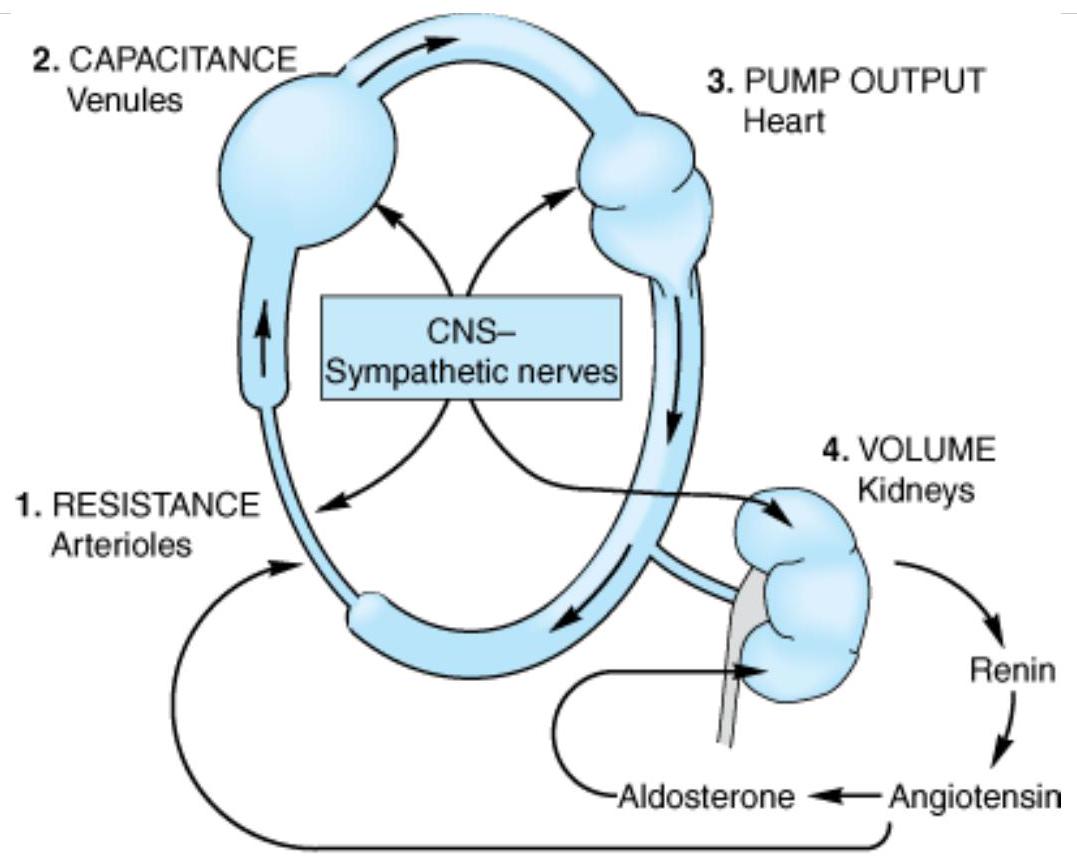 2. CAPACITANCE
Venules
3. PUMP OUTPUT
Heart
CNS–
Sympathetic nerves
4. VOLUME
Kidneys
1. RESISTANCE
Arterioles
Renin
Aldosterone
Angiotensin